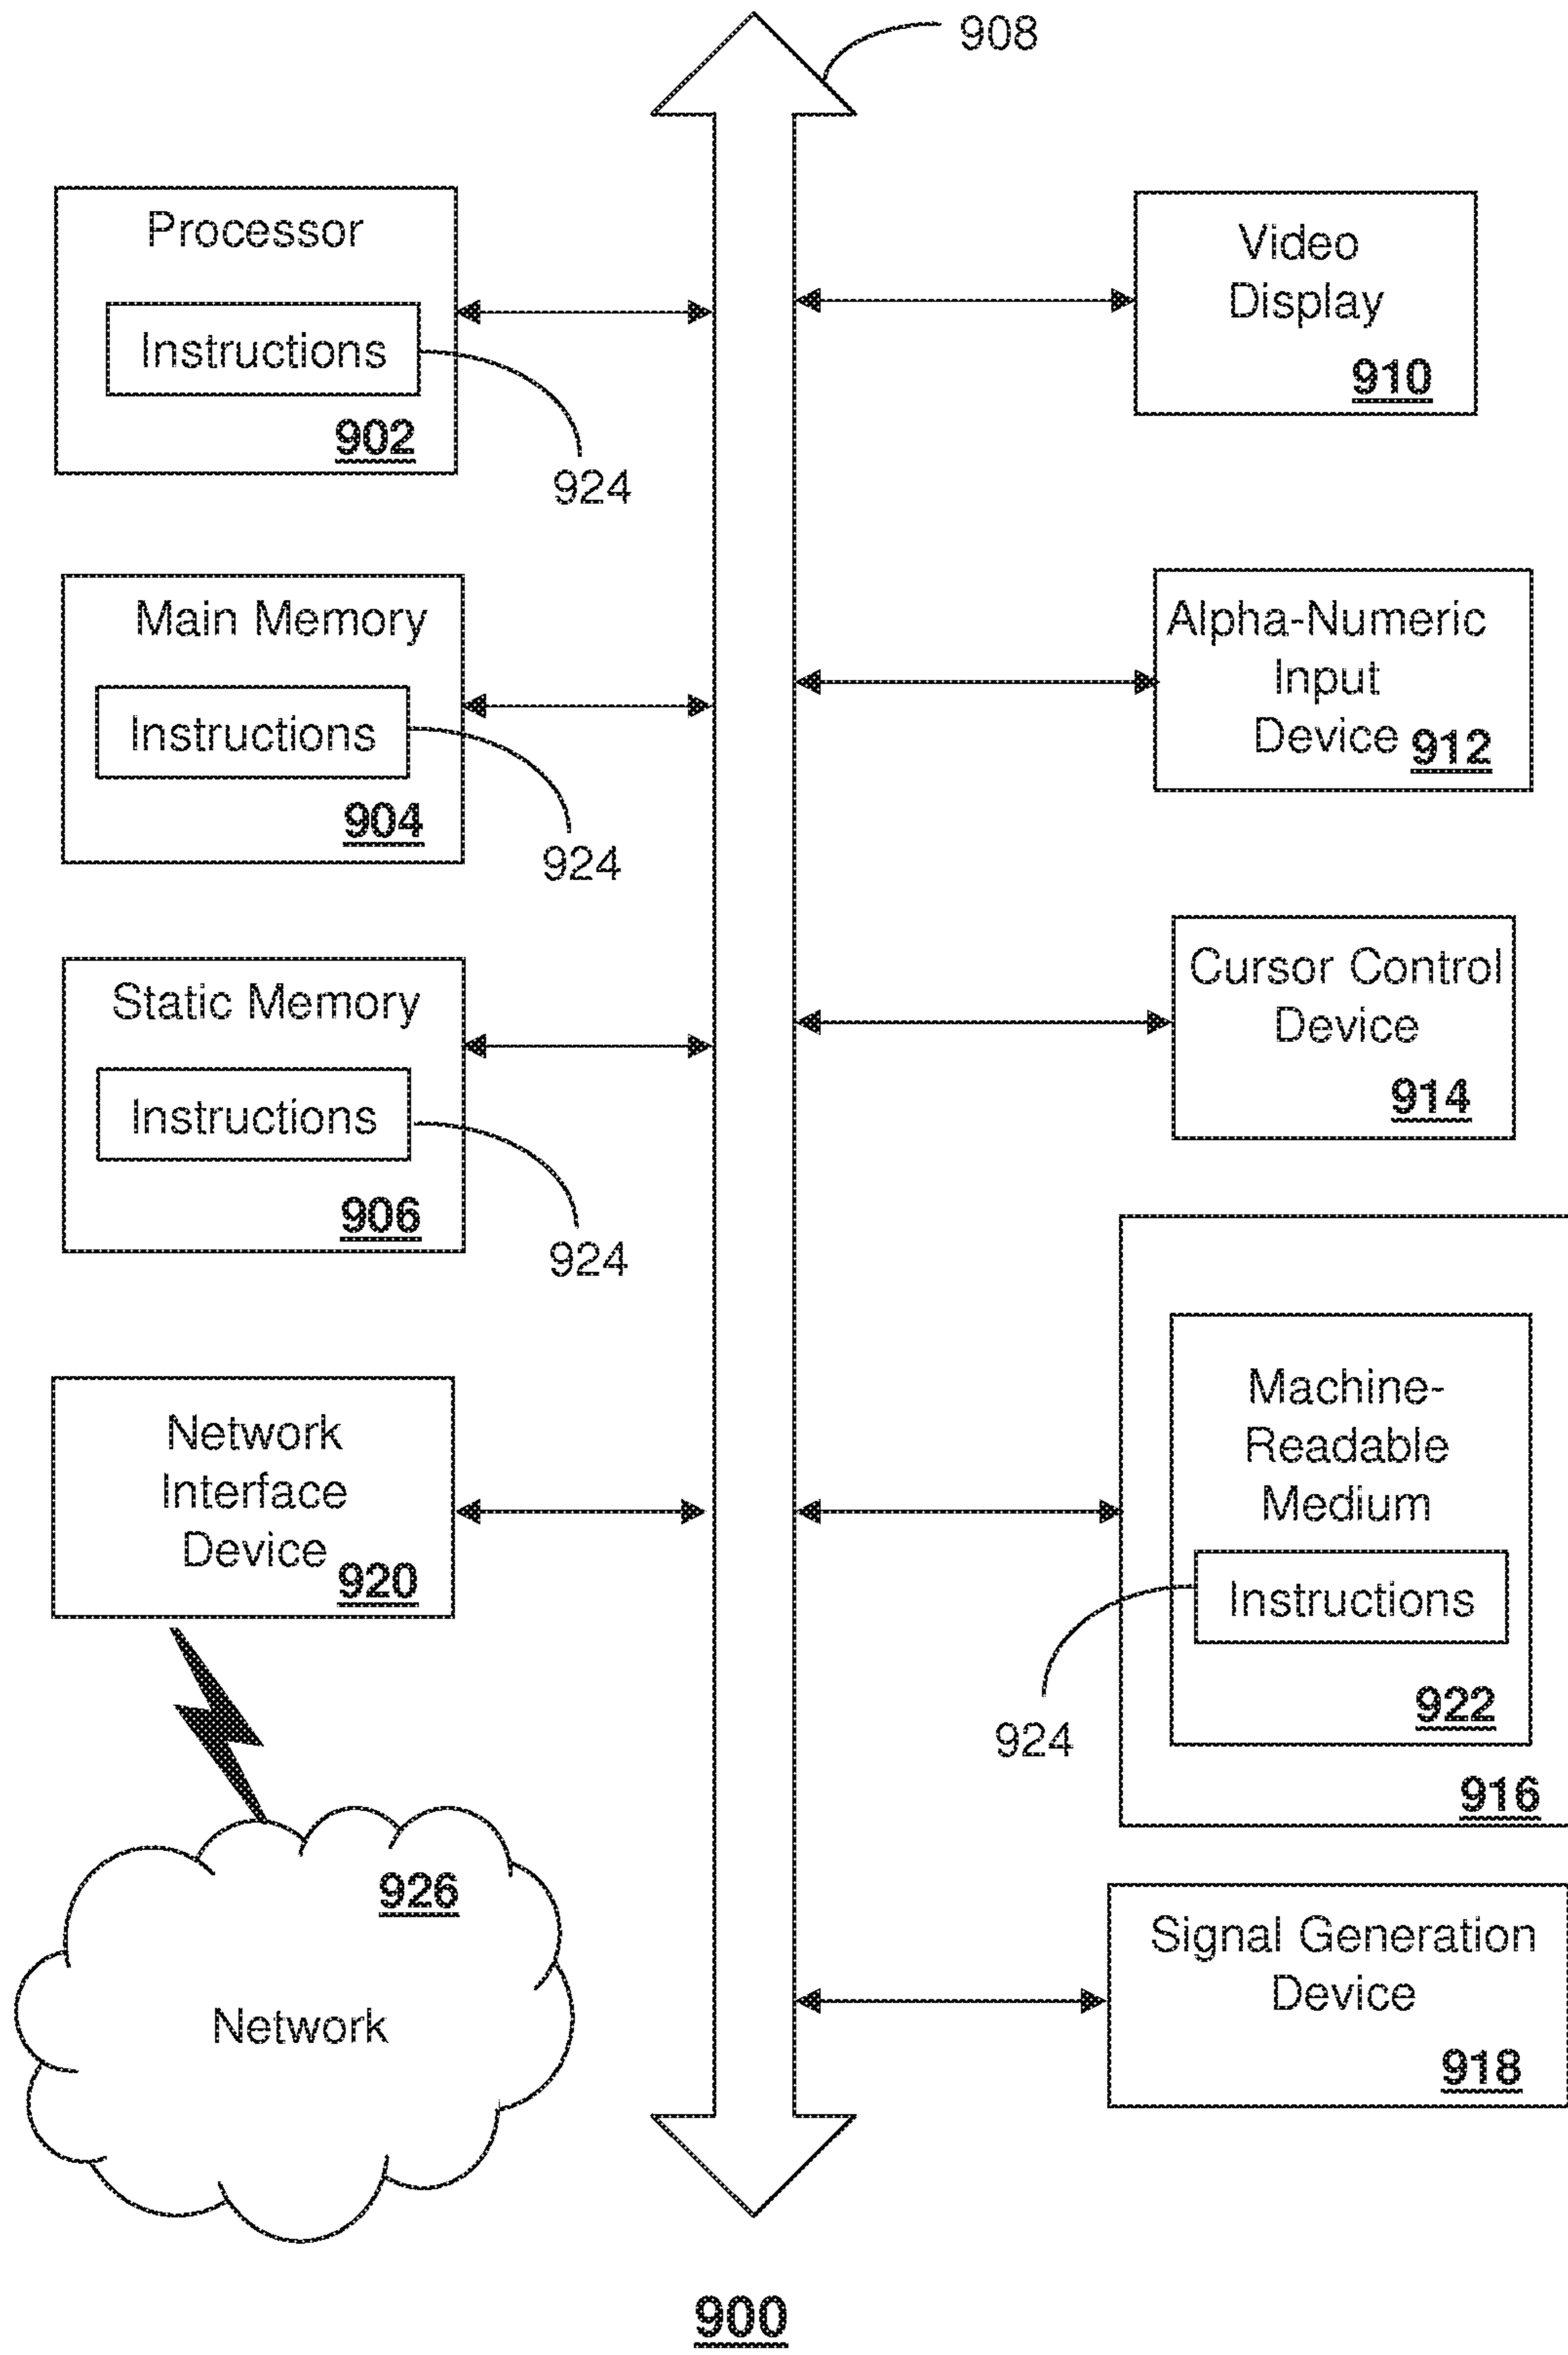 908
Processor
Instructions
902
924
Main Memory
Instructions
904
924
Static Memory
Instructions
906
924
Network
Interface
Device
920
926
Network
Video
Display
910
Alpha-Numeric
Input
Device
912
Cursor Control
Device
914
Machine-
Readable
Medium
Instructions
922
924
916
Signal Generation
Device
918
900